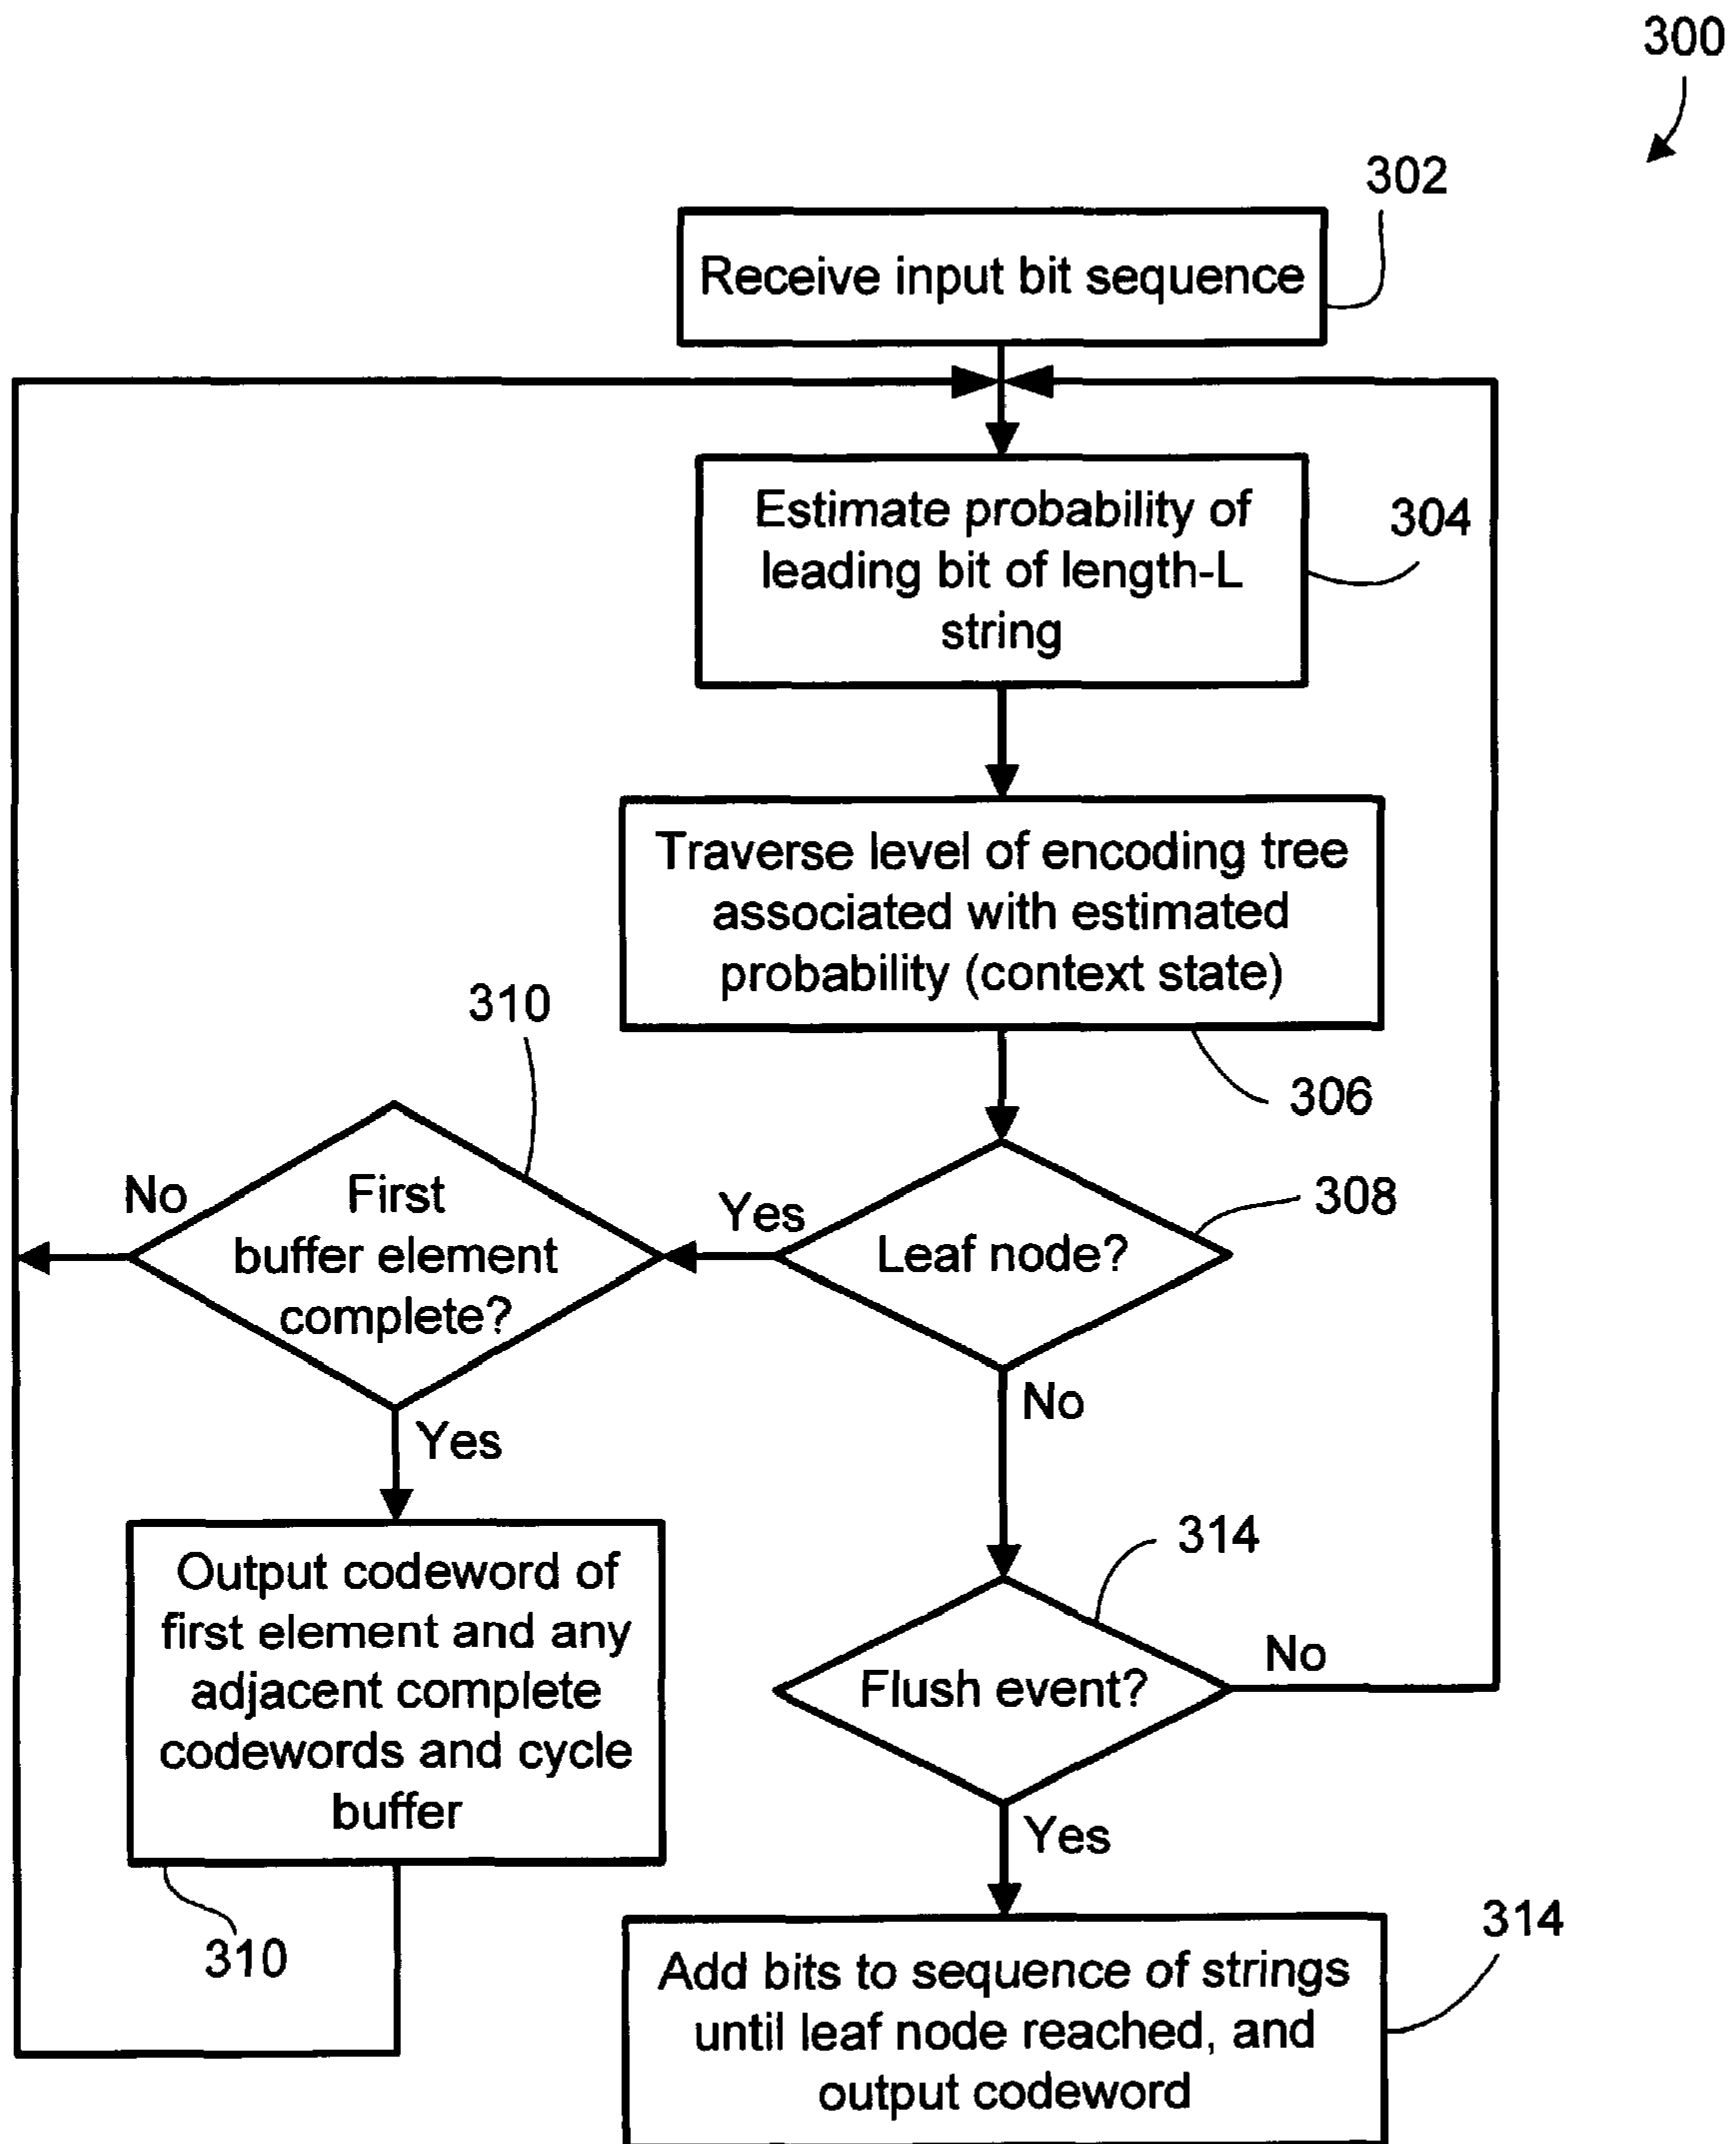 300
302
Receive input bit sequence
Estimate probability of
leading bit of length-L
string
304
Traverse level of encoding tree
associated with estimated
probability (context state)
306
310
No
First
buffer element
complete?
Yes
Leaf node?
308
Yes
No
Output codeword of
first element and any
adjacent complete
codewords and cycle
buffer
310
314
Flush event?
No
Yes
314
Add bits to sequence of strings
until leaf node reached, and
output codeword